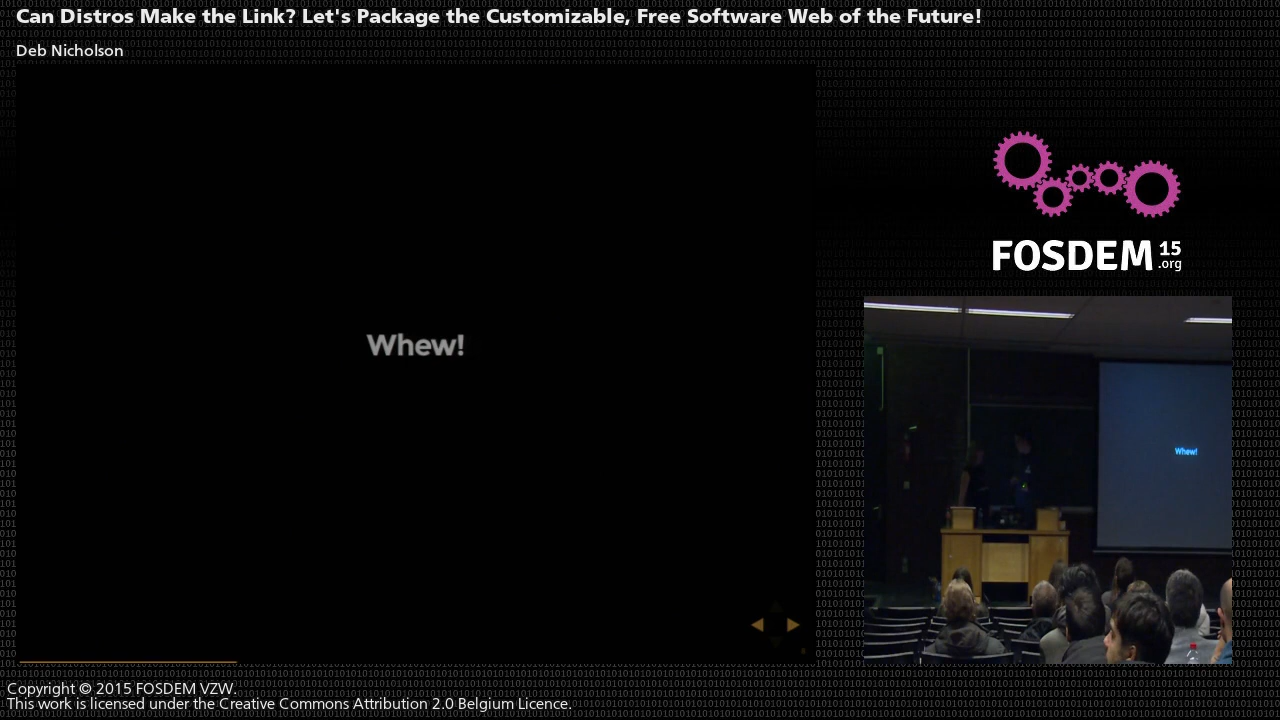 Can Distros Make the Link? Let's Package the Customizable, Free Software Web of the Future!
Deb Nicholson
Whew!
FOSDEM 15
.org
Whew!
Copyright © 2015 FOSDEM VZW.
This work is licensed under the Creative Commons Attribution 2.0 Belgium Licence.